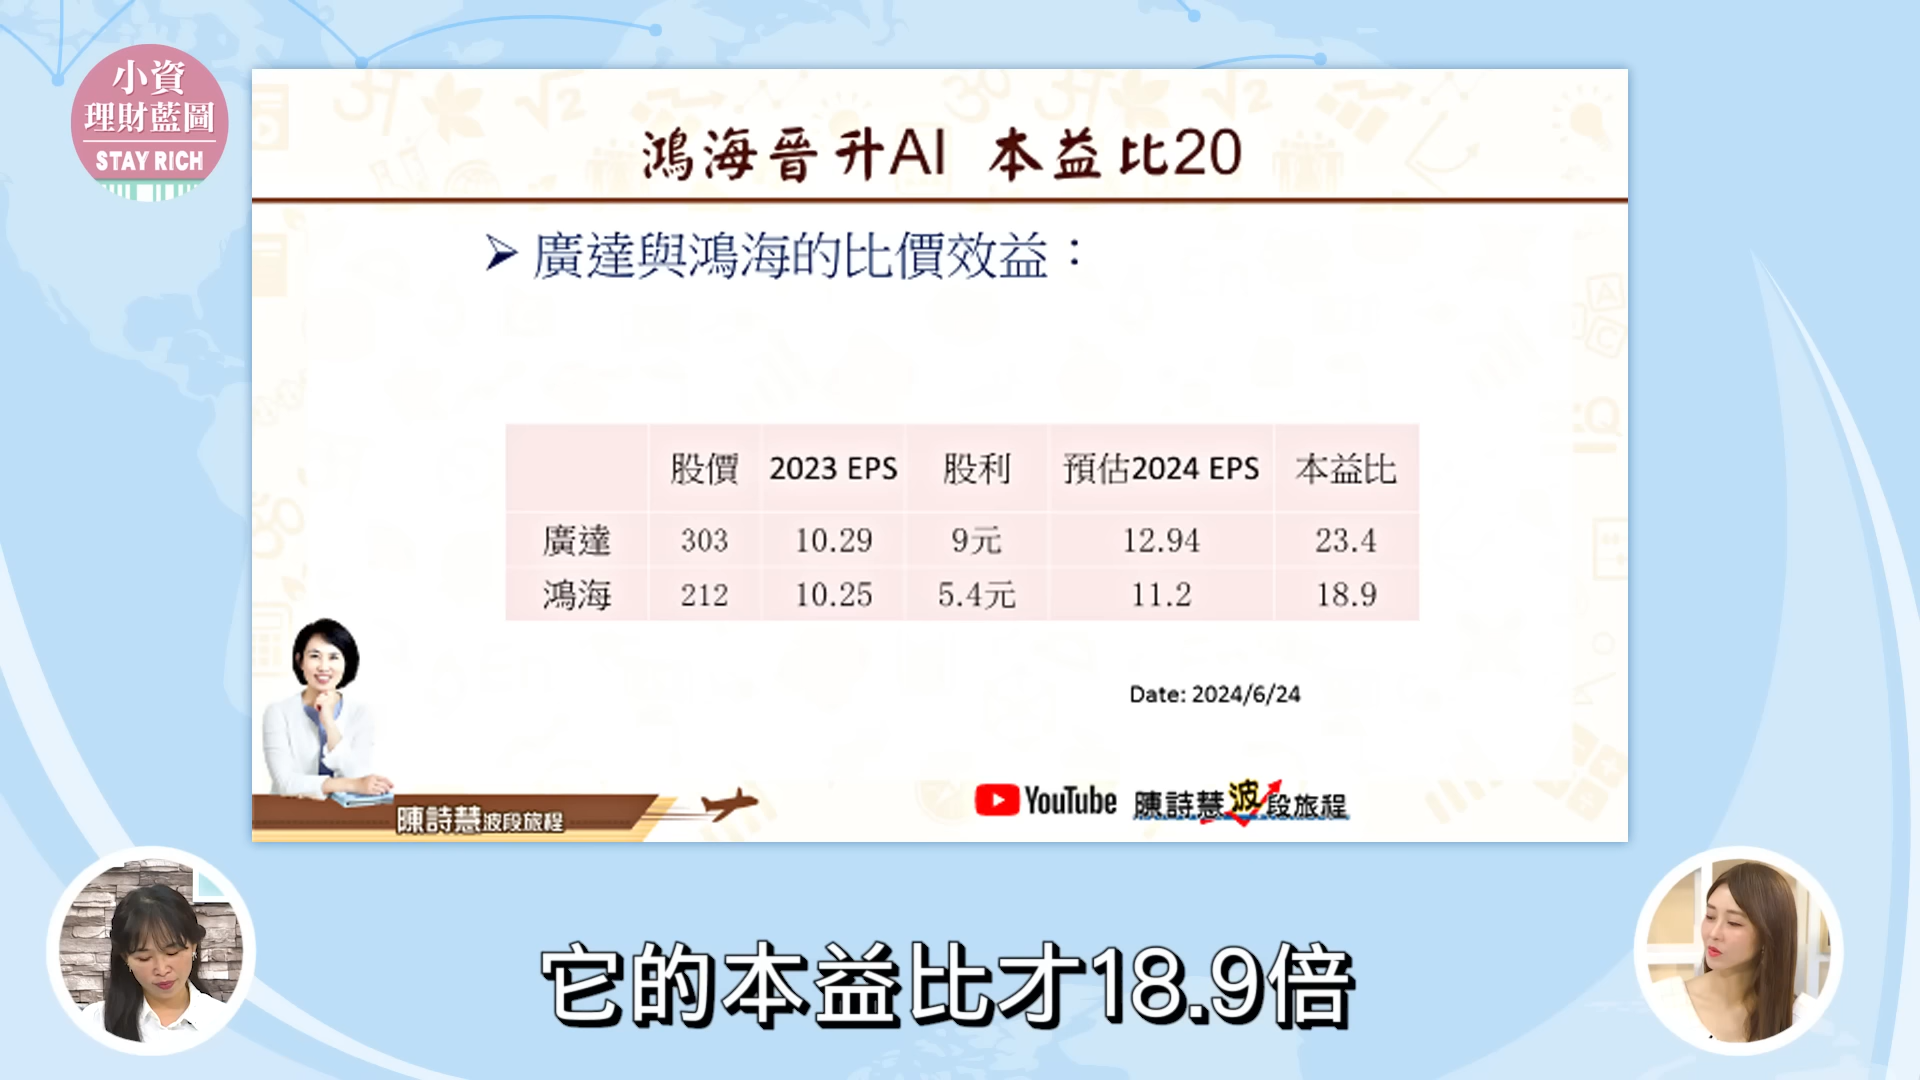 小資
理財藍圖
STAY RICH
鴻海晉升AI 本益比20
➢ 廣達與鴻海的比價效益：
股價 2023 EPS 股利 預估2024 EPS 本益比
廣達 303 10.29 9元 12.94 23.4
鴻海 212 10.25 5.4元 11.2 18.9
Date: 2024/6/24
陳詩慧波段旅程
YouTube 陳詩慧波段旅程
它的本益比才18.9倍